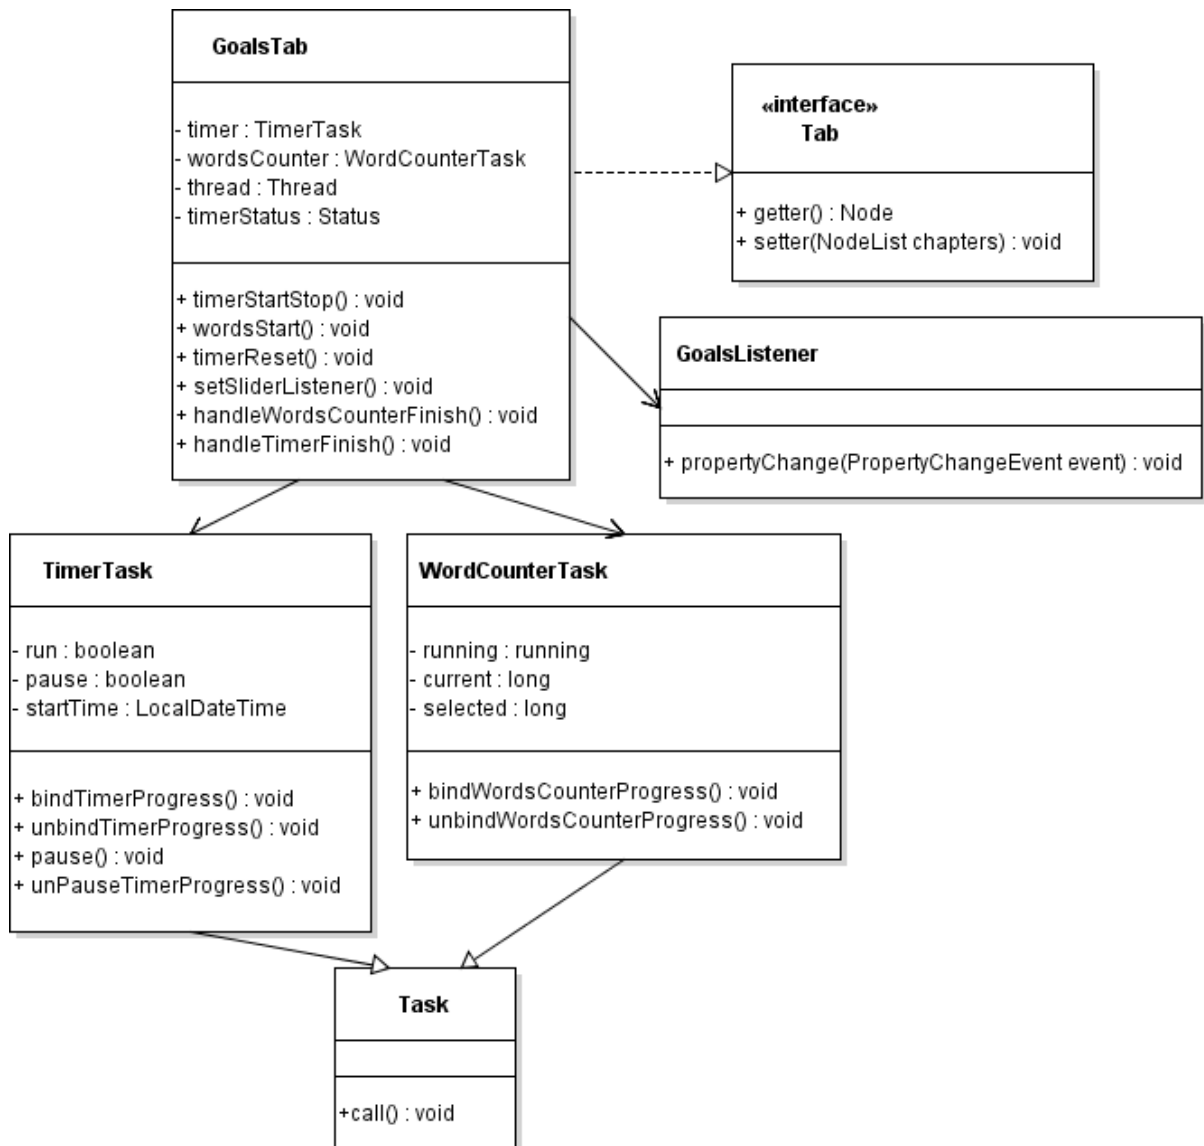 GoalsTab
- timer : TimerTask
- wordsCounter : WordCounterTask
- thread : Thread
- timerStatus : Status
+ timerStartStop() : void
+ wordsStart() : void
+ timerReset() : void
+ setSliderListener() : void
+ handleWordsCounterFinish() : void
+ handleTimerFinish() : void
«interface»
Tab
+ getter() : Node
+ setter(NodeList chapters) : void
GoalsListener
+ propertyChange(PropertyChangeEvent event) : void
TimerTask
- run : boolean
- pause : boolean
- startTime : LocalDateTime
+ bindTimerProgress() : void
+ unbindTimerProgress() : void
+ pause() : void
+ unPauseTimerProgress() : void
WordCounterTask
- running : running
- current : long
- selected : long
+ bindWordsCounterProgress() : void
+ unbindWordsCounterProgress() : void
Task
+call() : void